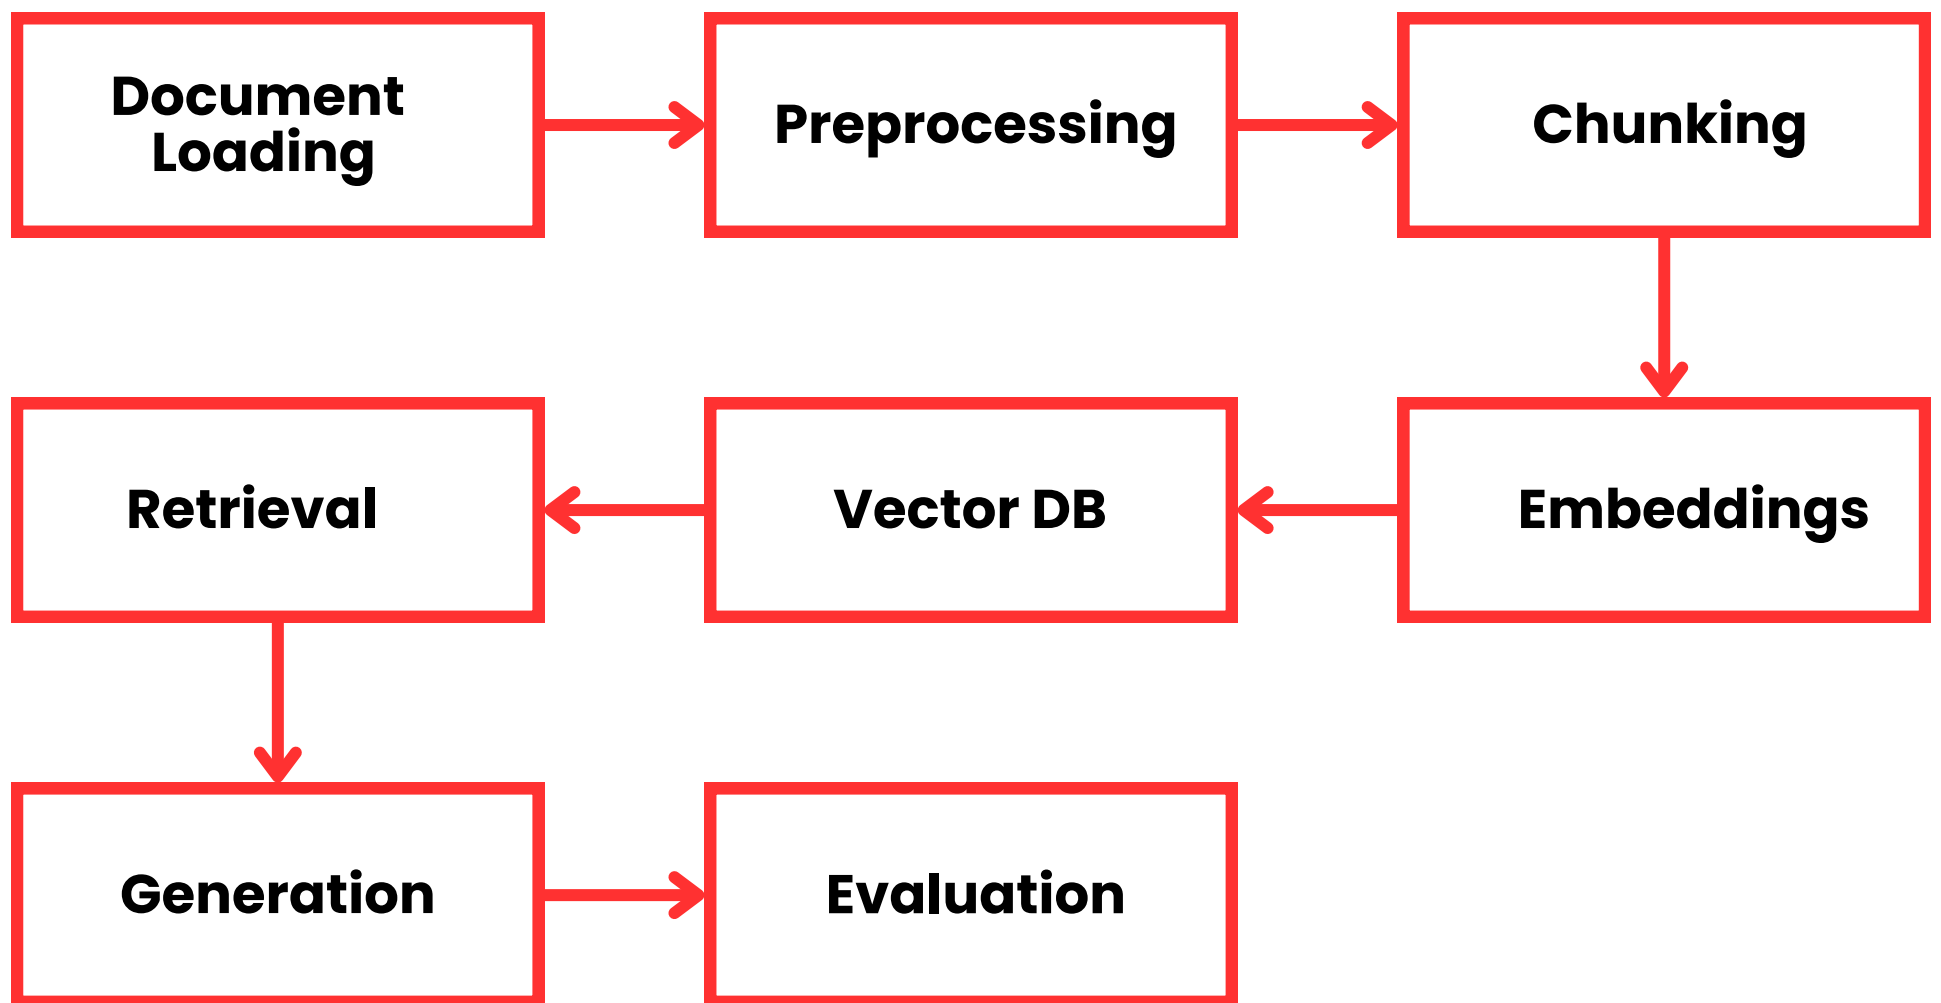 Document
Loading
Preprocessing
Chunking
Embeddings
Vector DB
Retrieval
Generation
Evaluation